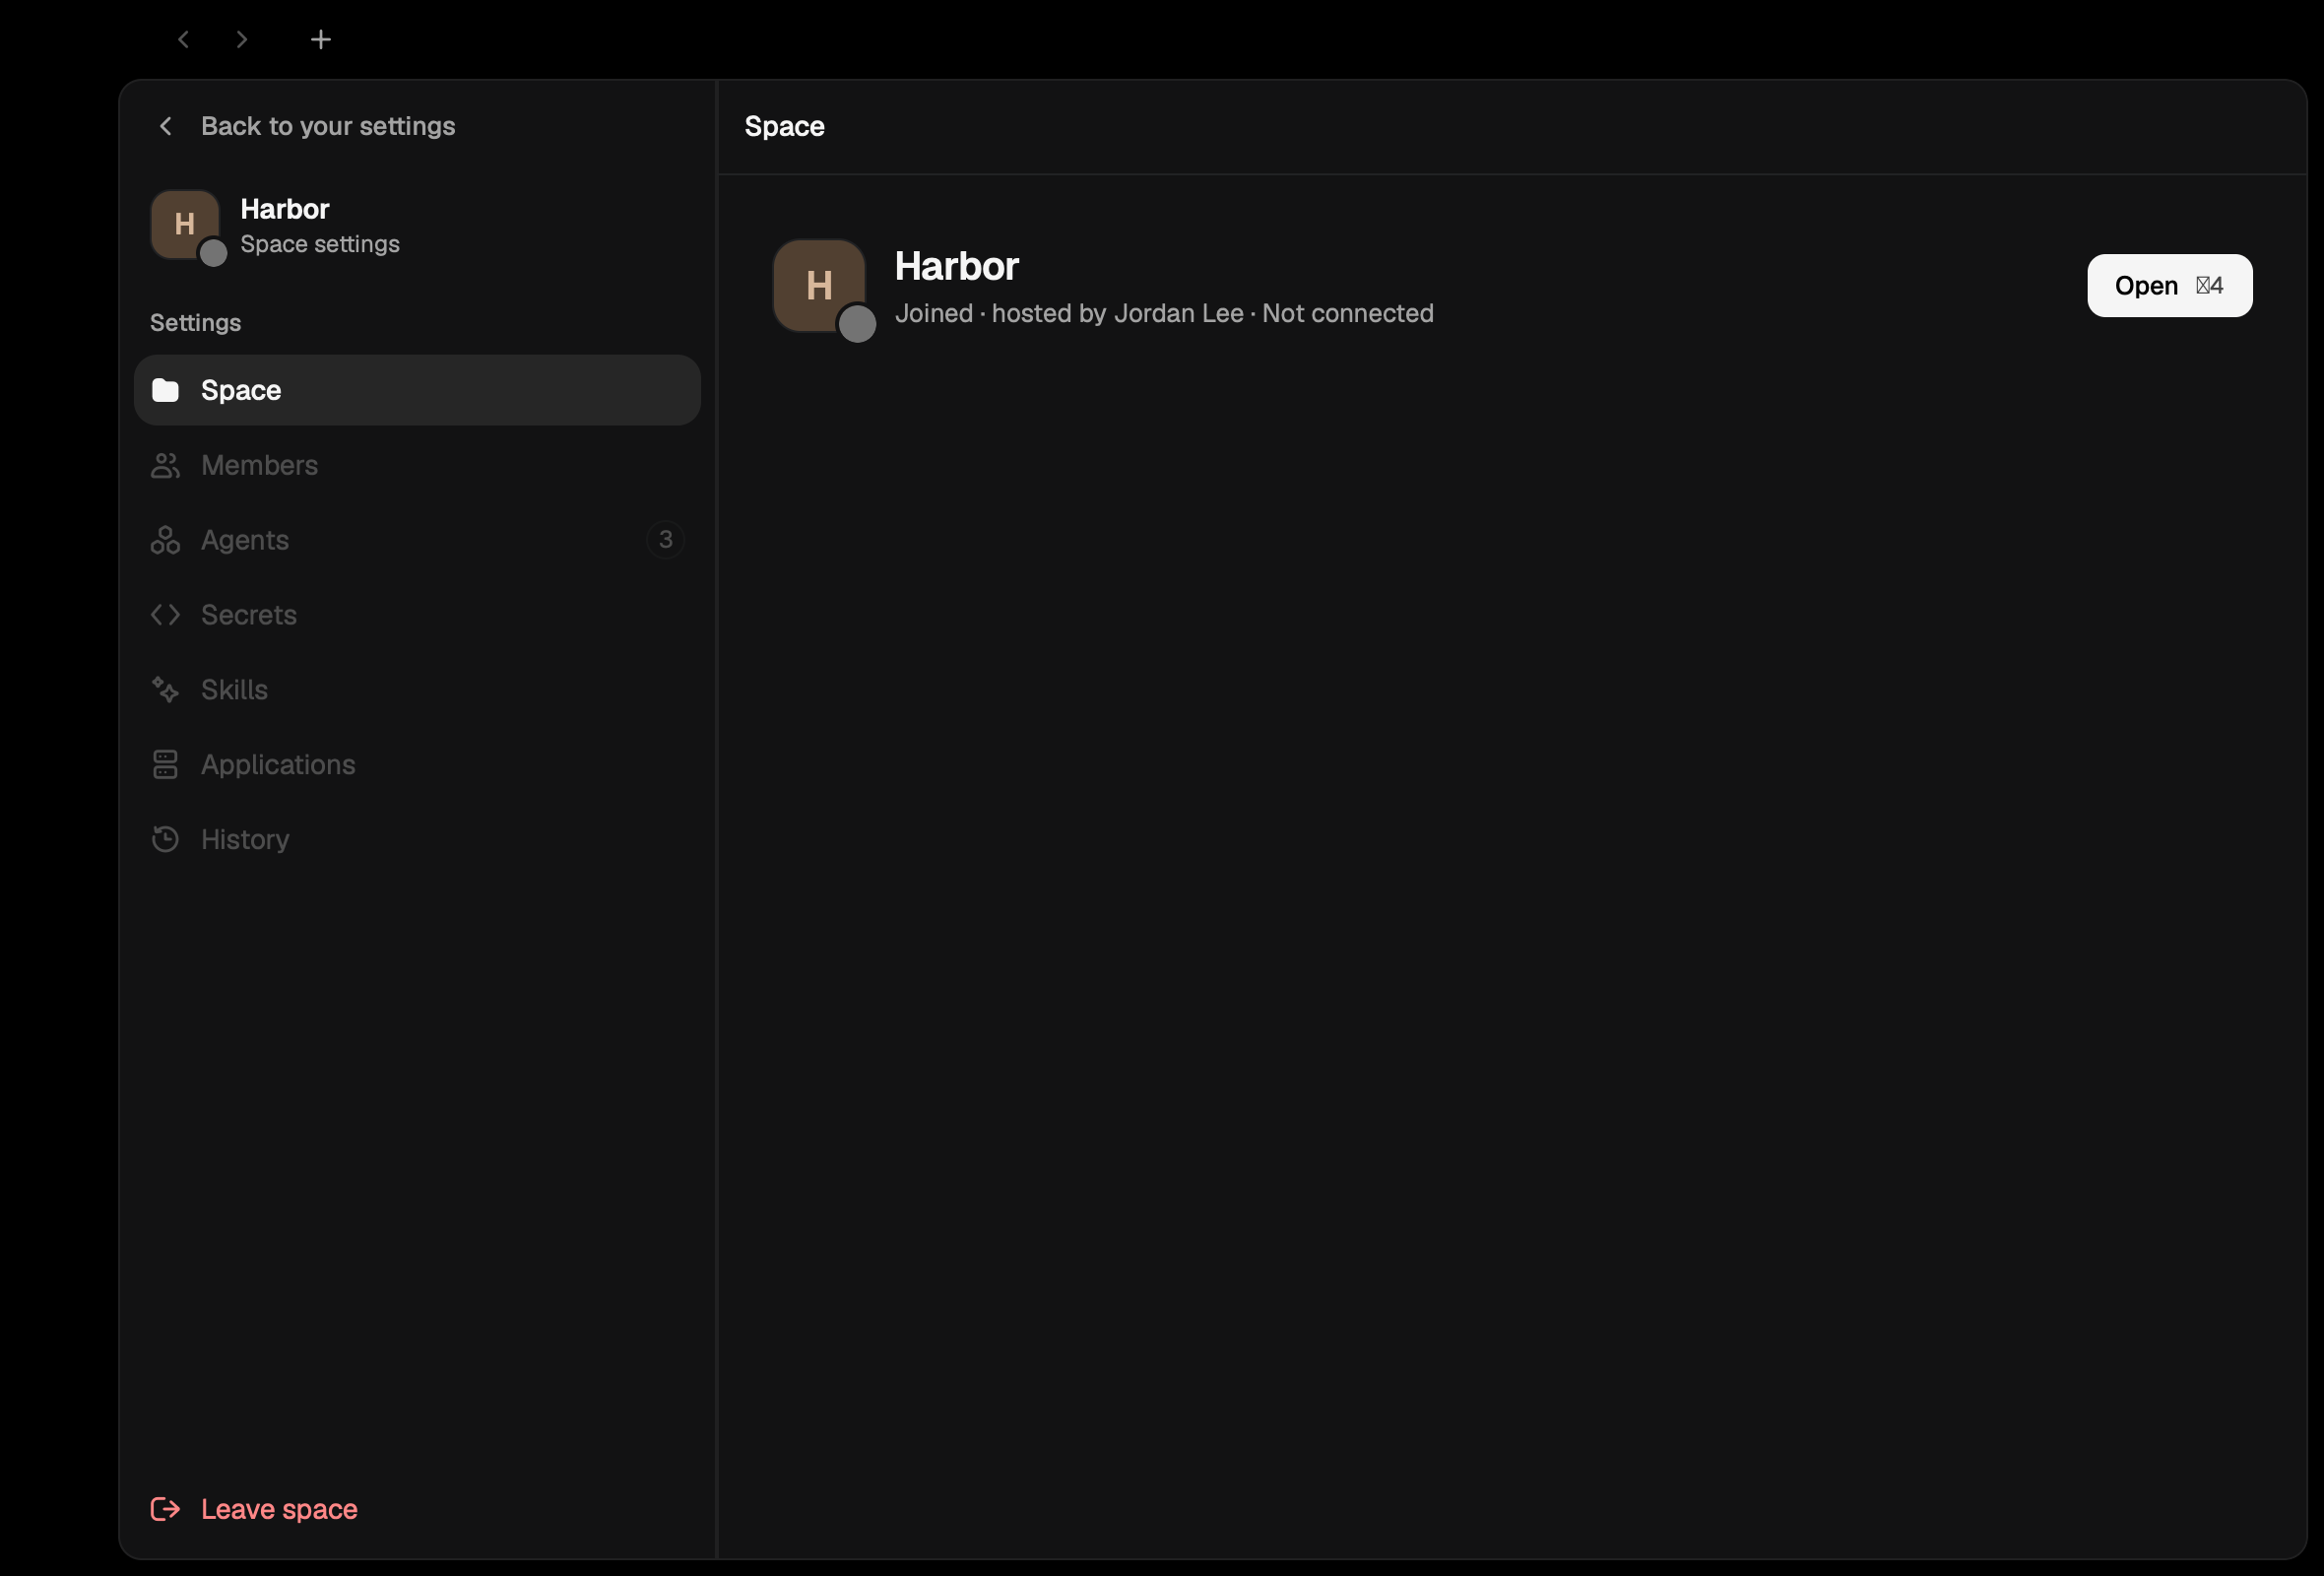 Back to your settings
H
Harbor
Space settings
Settings
Space
Members
Agents
3
Secrets
Skills
Applications
History
Leave space
Space
H
Harbor
Joined · hosted by Jordan Lee · Not connected
Open 4